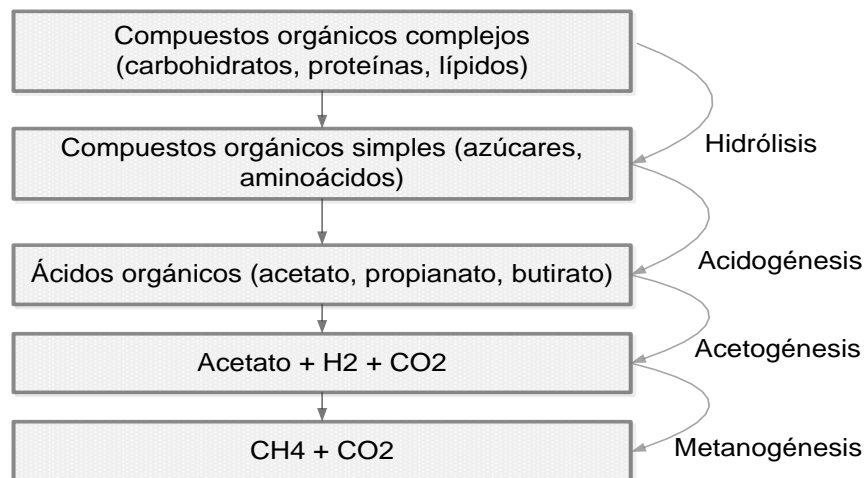 Compuestos orgánicos complejos
(carbohidratos, proteínas, lípidos)
Hidrólisis
Compuestos orgánicos simples (azúcares,
aminoácidos)
Acidogénesis
Ácidos orgánicos (acetato, propianato, butirato)
Acetogénesis
Acetato + H2 + CO2
Metanogénesis
CH4 + CO2